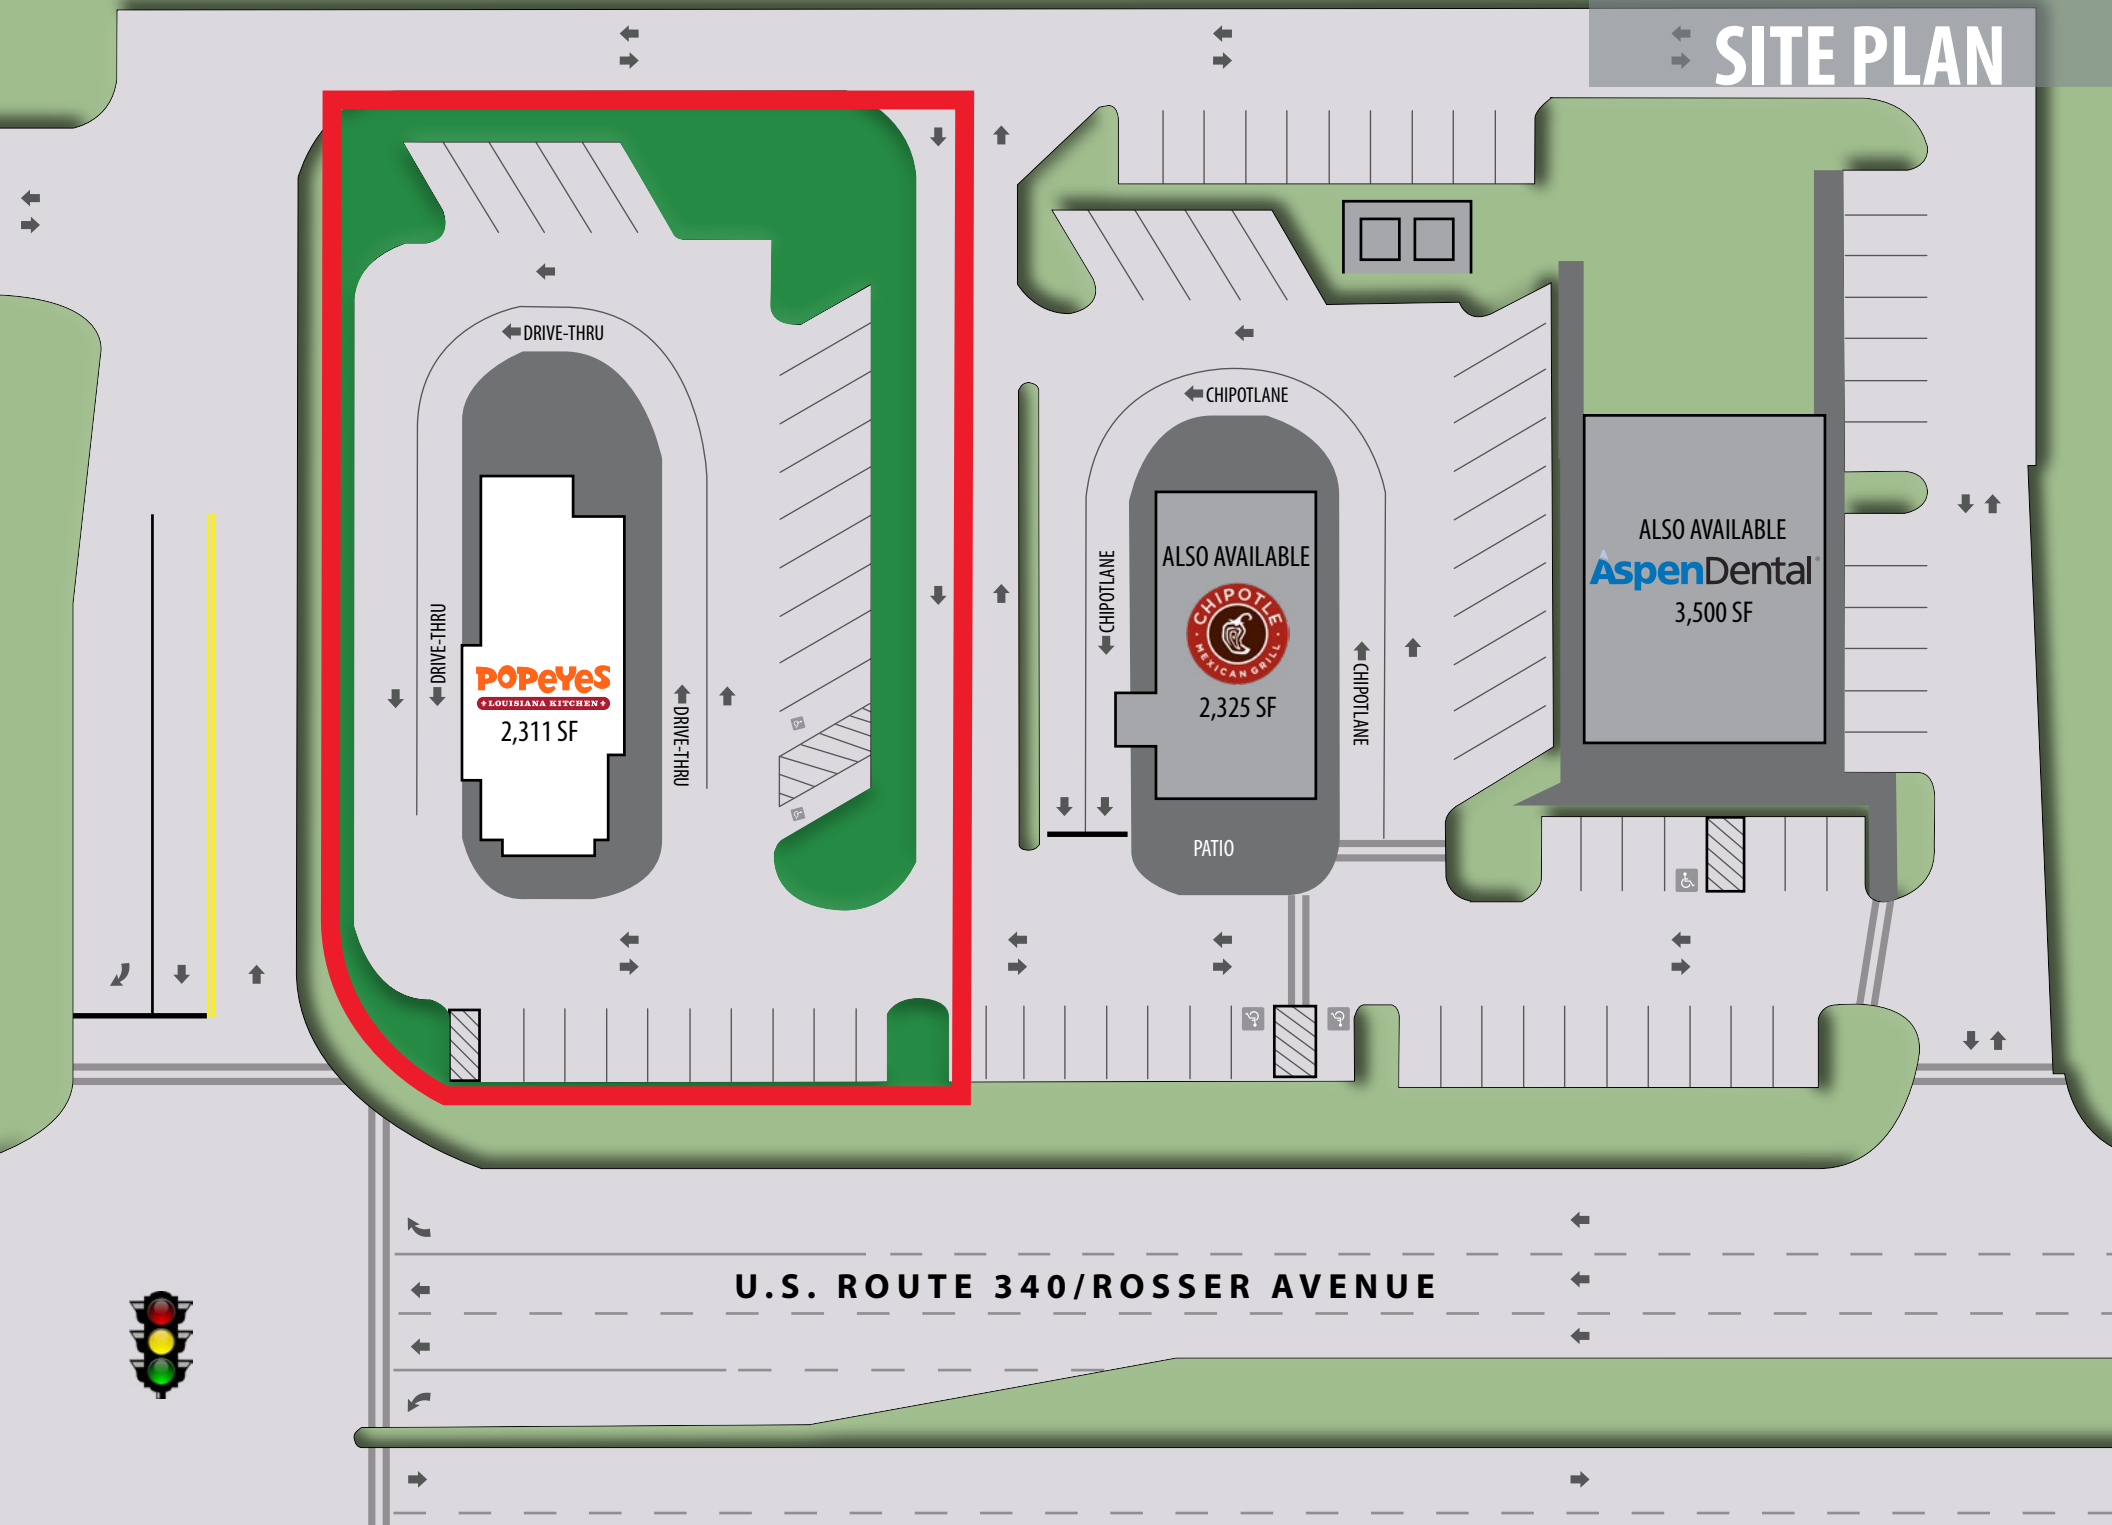 SITE PLAN
DRIVE-THRU
DRIVE-THRU
DRIVE-THRU
POPEYES
LOUISIANA KITCHEN
2,311 SF
CHIPOTLANE
CHIPOTLANE
CHIPOTLANE
ALSO AVAILABLE
CHIPOTLE
MEXICAN GRILL
2,325 SF
PATIO
ALSO AVAILABLE
AspenDental
3,500 SF
U.S. ROUTE 340/ROSSER AVENUE